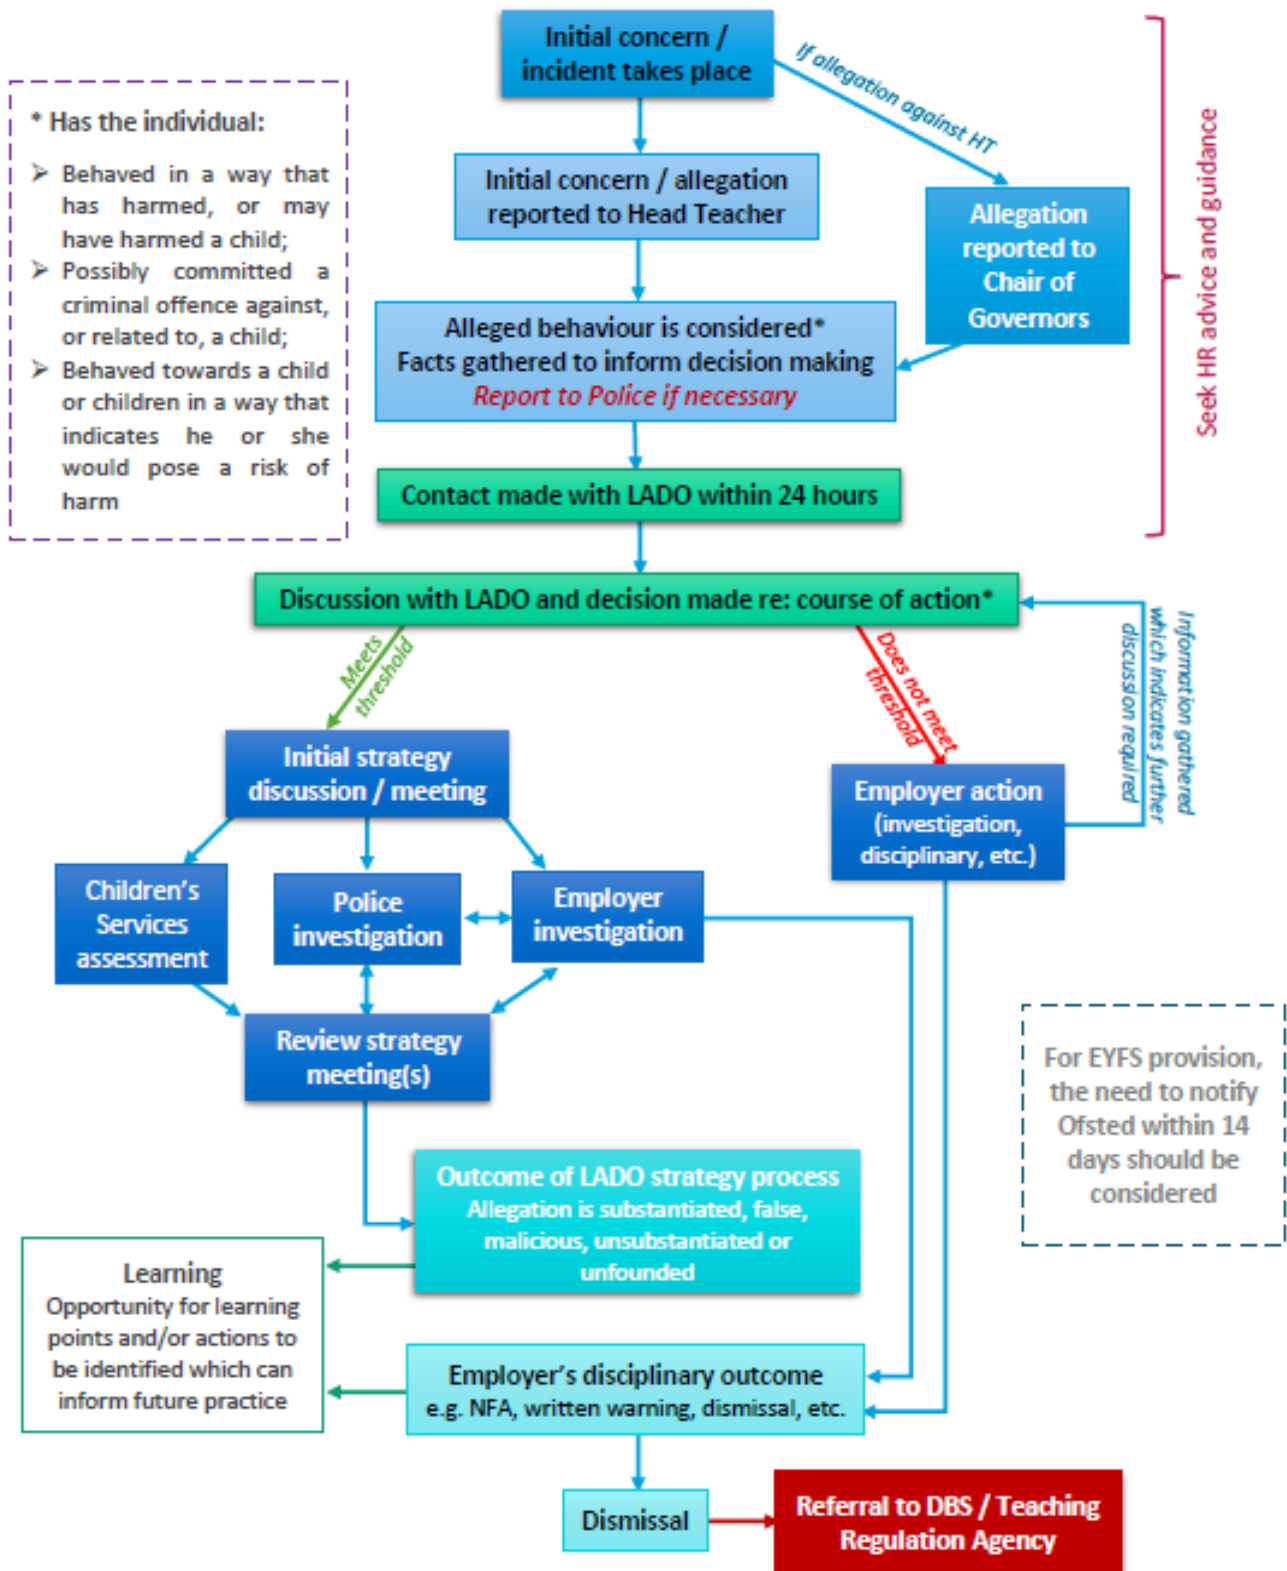 Initial concern /
incident takes place
If allegation against HT
* Has the individual:
➢ Behaved in a way that
has harmed, or may
have harmed a child;
➢ Possibly committed a
criminal offence against,
or related to, a child;
➢ Behaved towards a child
or children in a way that
indicates he or she
would pose a risk of
harm
Initial concern / allegation
reported to Head Teacher
Allegation
reported to
Chair of
Governors
Seek HR advice and guidance
Alleged behaviour is considered*
Facts gathered to inform decision making
Report to Police if necessary
Contact made with LADO within 24 hours
Discussion with LADO and decision made re: course of action*
Meets
threshold
Does not meet
threshold
Information gathered
which indicates further
discussion required
Initial strategy
discussion / meeting
Employer action
(investigation,
disciplinary, etc.)
Children's
Services
assessment
Police
investigation
Employer
investigation
Review strategy
meeting(s)
For EYFS provision,
the need to notify
Ofsted within 14
days should be
considered
Outcome of LADO strategy process
Allegation is substantiated, false,
malicious, unsubstantiated or
unfounded
Learning
Opportunity for learning
points and/or actions to
be identified which can
inform future practice
Employer's disciplinary outcome
e.g. NFA, written warning, dismissal, etc.
Dismissal
Referral to DBS / Teaching
Regulation Agency